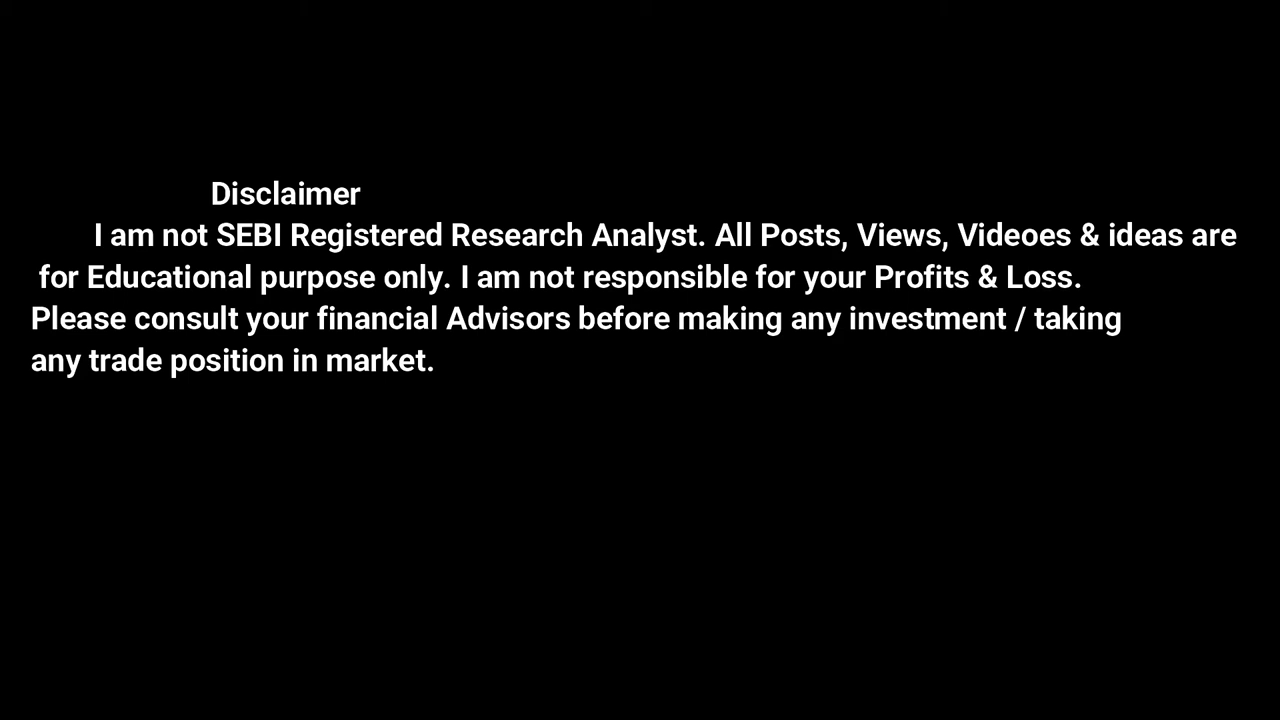 Disclaimer
I am not SEBI Registered Research Analyst. All Posts, Views, Videoes & ideas are
for Educational purpose only. I am not responsible for your Profits & Loss.
Please consult your financial Advisors before making any investment / taking
any trade position in market.